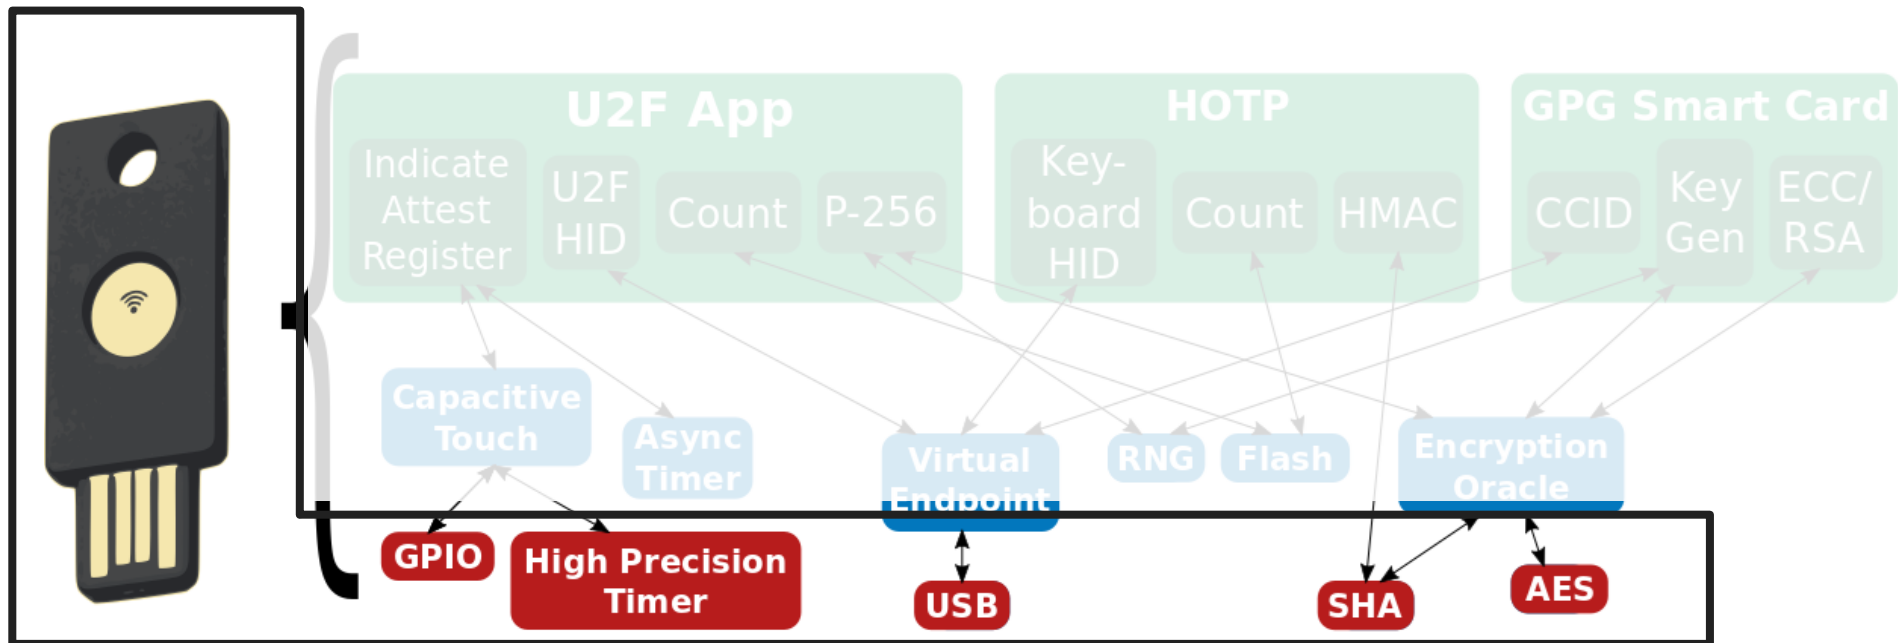 U2F App
HOTP
GPG Smart Card
Indicate
Attest
Register
U2F
HID
Count
P-256
Key-
board
HID
Count
HMAC
CCID
Key
Gen
ECC/
RSA
Capacitive
Touch
Async
Timer
Virtual
Endpoint
RNG
Flash
Encryption
Oracle
GPIO
High Precision
Timer
USB
SHA
AES